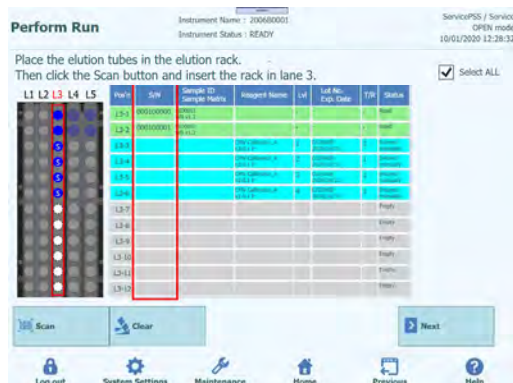 Perform Run
Instrument Name : 200680001
Instrument Status : READY
ServicePSS / Service
OPEN mode
10/01/2020 12:28:32
Place the elution tubes in the elution rack.
Then click the Scan button and insert the rack in lane 3.
Select ALL
L1 L2 L3 L4 L5
Pos'n S/N Sample ID Sample Matrix Reagent Name Lvl Lot No. Exp. Date T/R Status
L3-1 000100000
L3-2 000100001
L3-3
L3-4
L3-5
L3-6
L3-7 Empty
L3-8 Empty
L3-9 Empty
L3-10 Empty
L3-11 Empty
L3-12 Empty
Scan
Clear
Next
Log out
System Settings
Maintenance
Home
Previous
Help